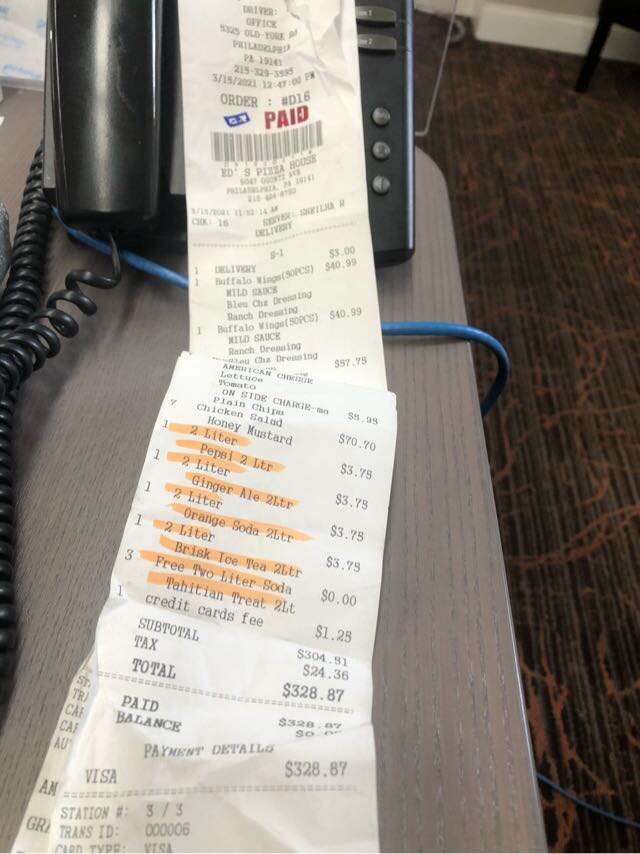 DRIVER:
OFFICE
5325 OLD-YORK Rd
PHILADELPHIA
PA 19141
215-329-3995
3/15/2021 12:47:00 PM
ORDER : #D16
PAID
ED' S PIZZA HOUSE
PHILADELPHIA, PA 19141
3/15/2021 11:52:14 AM
CHK: 16 SERVER: SHKILHA R
DELIVERY
S-1
1 DELIVERY $3.00
1 Buffalo Wings(50PCS) $40.99
MILD SAUCE
Bleu Chz Dressing
Ranch Dressing
1 Buffalo Wings(50PCS) $40.99
MILD SAUCE
Ranch Dressing
Bleu Chz Dressing
$97.75
AMERICAN CHEESE
Lettuce
Tomato
ON SIDE CHARGE-ma
Plain Chips $8.98
7 Chicken Salad $70.70
Honey Mustard
1 2 Liter $3.75
Pepsi 2 Ltr
1 2 Liter $3.75
Ginger Ale 2Ltr
1 2 Liter $3.75
Orange Soda 2Ltr
1 2 Liter $3.75
Brisk Ice Tea 2Ltr
3 Free Two Liter Soda $0.00
Tahitian Treat 2Lt
1 credit cards fee $1.25
SUBTOTAL $304.51
TAX $24.36
TOTAL $328.87
PAID $328.87
BALANCE
PAYMENT DETAILS
VISA $328.87
STATION #: 3 / 3
TRANS ID: 000006
CARD TYPE: VISA